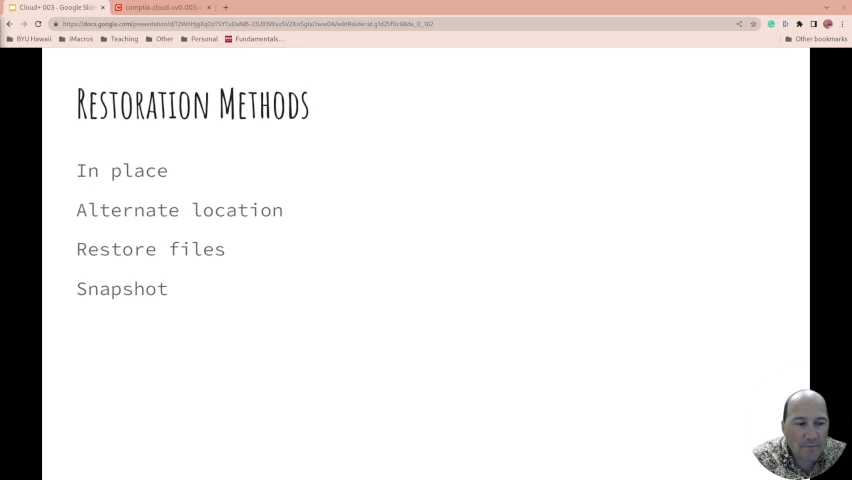 Cloud+ 003 - Google Slide
comptia-cloud-cv0-003-
BYU Hawaii
iMacros
Teaching
Other
Personal
Fundamentals...
Other bookmarks
Restoration Methods
In place
Alternate location
Restore files
Snapshot